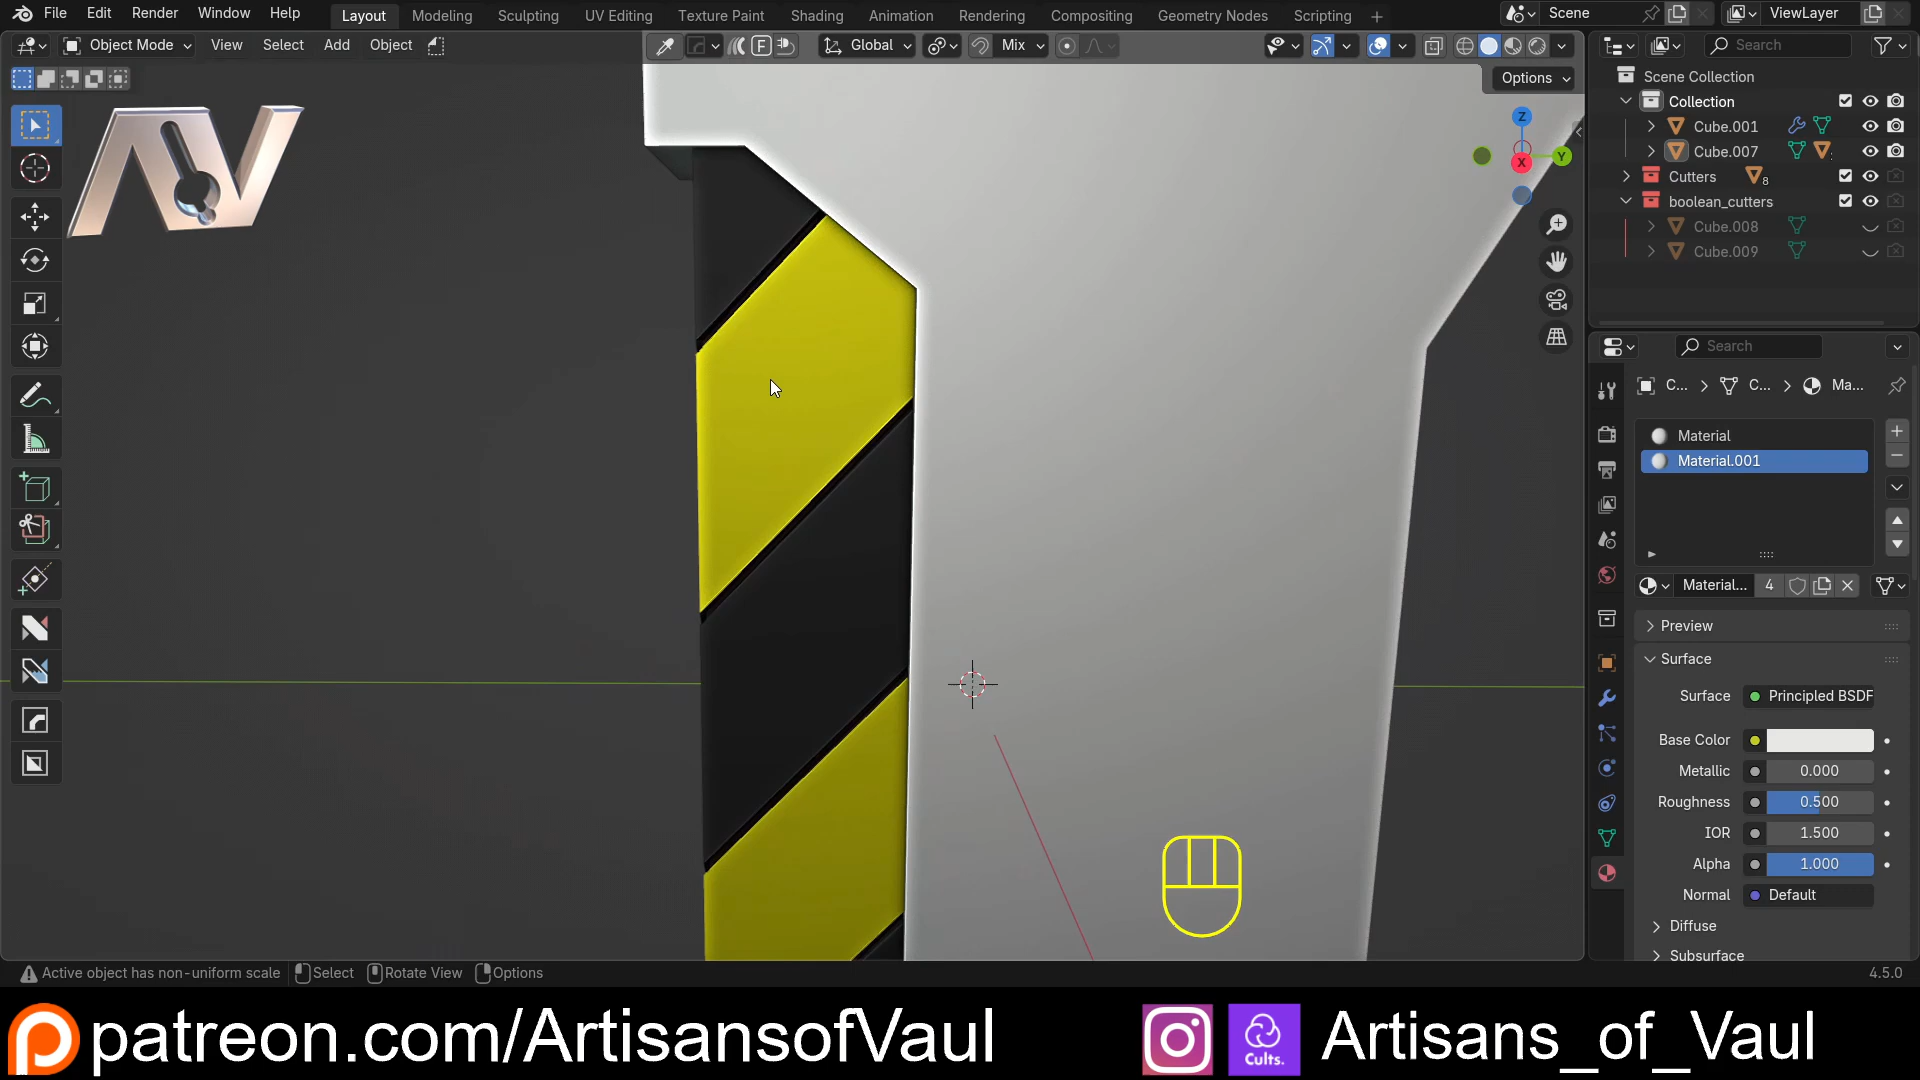 File Edit Render Window Help Layout Modeling Sculpting UV Editing Texture Paint Shading Animation Rendering Compositing Geometry Nodes Scripting + Scene ViewLayer
Object Mode View Select Add Object F Global Mix Search
Options
AV
Z
Y
X
Scene Collection
Collection
Cube.001
Cube.007
Cutters 8
boolean_cutters
Cube.008
Cube.009
Search
C... > C... > Ma...
Material
Material.001
Material... 4
Preview
Surface
Surface Principled BSDF
Base Color
Metallic 0.000
Roughness 0.500
IOR 1.500
Alpha 1.000
Normal Default
Diffuse
Subsurface
Active object has non-uniform scale Select Rotate View Options 4.5.0
patreon.com/ArtisansofVaul Cults. Artisans_of_Vaul